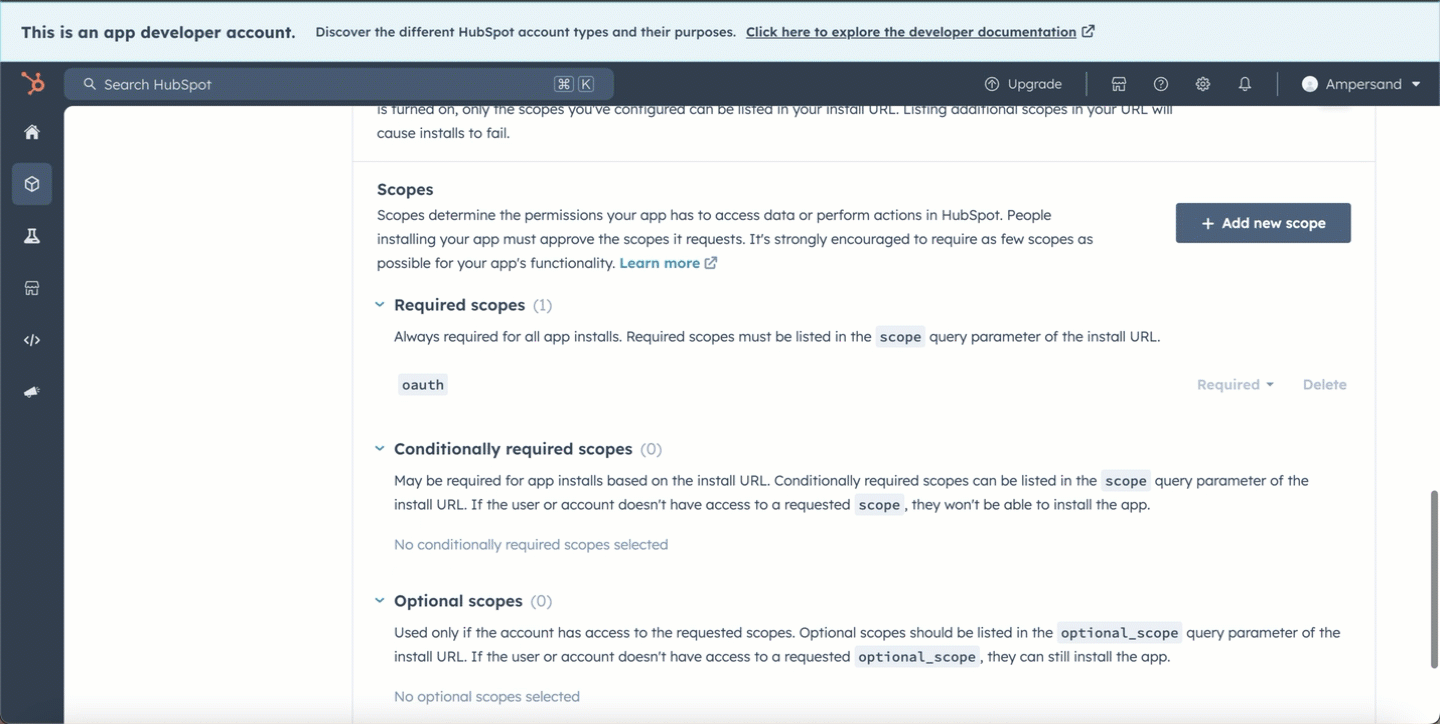 This is an app developer account. Discover the different HubSpot account types and their purposes. Click here to explore the developer documentation
Search HubSpot ⌘ K Upgrade Ampersand
is turned on, only the scopes you've configured can be listed in your install URL. Listing additional scopes in your URL will
cause installs to fail.
Scopes
Scopes determine the permissions your app has to access data or perform actions in HubSpot. People
installing your app must approve the scopes it requests. It's strongly encouraged to require as few scopes as
possible for your app's functionality. Learn more
+ Add new scope
Required scopes (1)
Always required for all app installs. Required scopes must be listed in the scope query parameter of the install URL.
oauth Required Delete
Conditionally required scopes (0)
May be required for app installs based on the install URL. Conditionally required scopes can be listed in the scope query parameter of the
install URL. If the user or account doesn't have access to a requested scope, they won't be able to install the app.
No conditionally required scopes selected
Optional scopes (0)
Used only if the account has access to the requested scopes. Optional scopes should be listed in the optional_scope query parameter of the
install URL. If the user or account doesn't have access to a requested optional_scope, they can still install the app.
No optional scopes selected